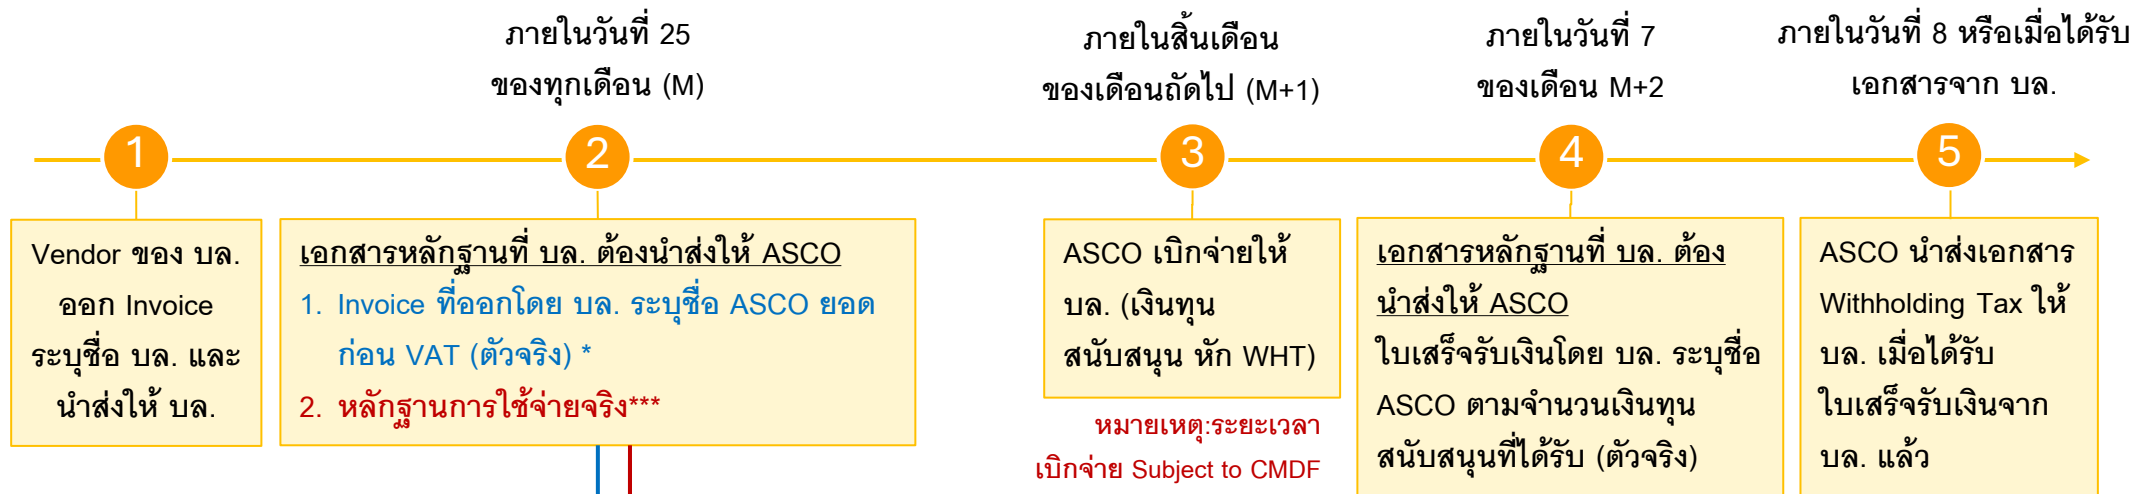 ภายในวันที่ 25
ของทุกเดือน (M)
ภายในสิ้นเดือน
ของเดือนถัดไป (M+1)
ภายในวันที่ 7
ของเดือน M+2
ภายในวันที่ 8 หรือเมื่อได้รับ
เอกสารจาก บล.
1
2
3
4
5
Vendor ของ บล.
ออก Invoice
ระบุชื่อ บล. และ
นำส่งให้ บล.
เอกสารหลักฐานที่ บล. ต้องนำส่งให้ ASCO
1. Invoice ที่ออกโดย บล. ระบุชื่อ ASCO ยอด
ก่อน VAT (ตัวจริง) *
2. หลักฐานการใช้จ่ายจริง***
ASCO เบิกจ่ายให้
บล. (เงินทุน
สนับสนุน หัก WHT)
หมายเหตุ:ระยะเวลา
เบิกจ่าย Subject to CMDF
เอกสารหลักฐานที่ บล. ต้อง
นำส่งให้ ASCO
ใบเสร็จรับเงินโดย บล. ระบุชื่อ
ASCO ตามจำนวนเงินทุน
สนับสนุนที่ได้รับ (ตัวจริง)
ASCO นำส่งเอกสาร
Withholding Tax ให้
บล. เมื่อได้รับ
ใบเสร็จรับเงินจาก
บล. แล้ว